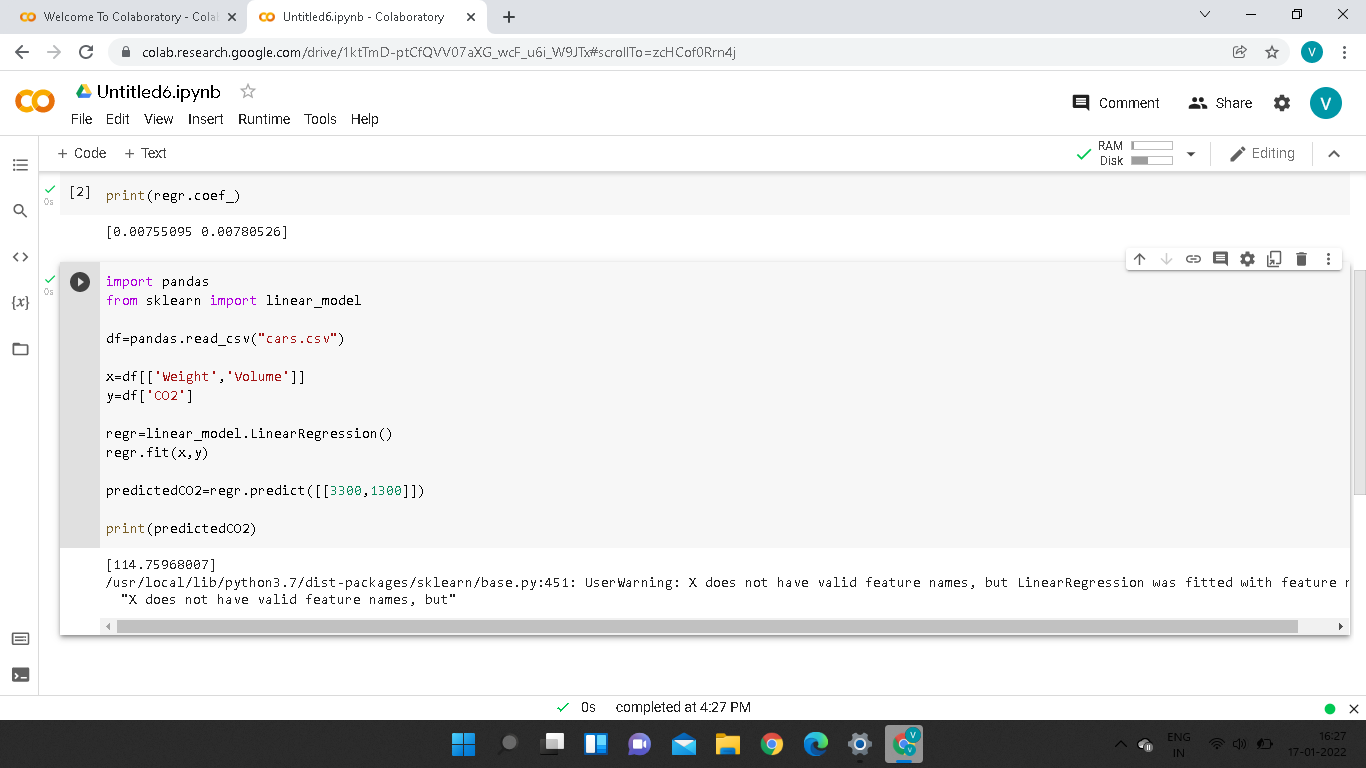 Welcome To Colaboratory - Cola
Untitled6.ipynb - Colaboratory
colab.research.google.com/drive/1ktTmD-ptCfQVV07aXG_wcF_u6i_W9JTx#scrollTo=zcHCof0Rrn4j
V
Untitled6.ipynb
File Edit View Insert Runtime Tools Help
Comment
Share
V
+ Code + Text
RAM
Disk
Editing
0s
[2] print(regr.coef_)
[0.00755095 0.00780526]
0s
import pandas
from sklearn import linear_model
df=pandas.read_csv("cars.csv")
x=df[['Weight','Volume']]
y=df['CO2']
regr=linear_model.LinearRegression()
regr.fit(x,y)
predictedCO2=regr.predict([[3300,1300]])
print(predictedCO2)
[114.75968007]
/usr/local/lib/python3.7/dist-packages/sklearn/base.py:451: UserWarning: X does not have valid feature names, but LinearRegression was fitted with feature
"X does not have valid feature names, but"
0s completed at 4:27 PM
V
ENG
IN
16:27
17-01-2022